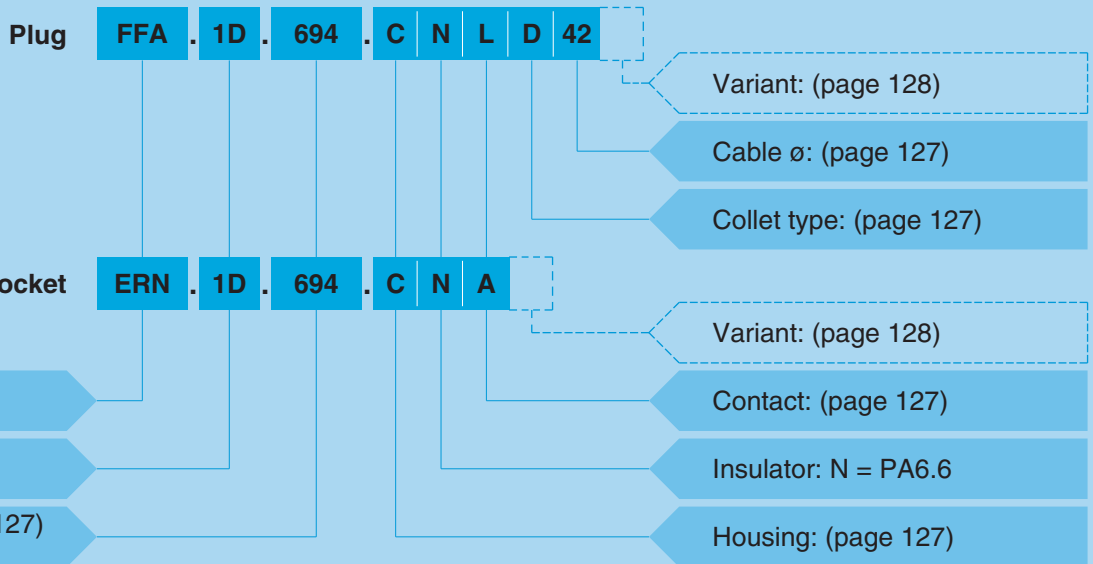 Plug FFA . 1D . 694 . C N L D 42
Variant: (page 128)
Cable ø: (page 127)
Collet type: (page 127)
ocket ERN . 1D . 694 . C N A
Variant: (page 128)
Contact: (page 127)
Insulator: N = PA6.6
127)
Housing: (page 127)